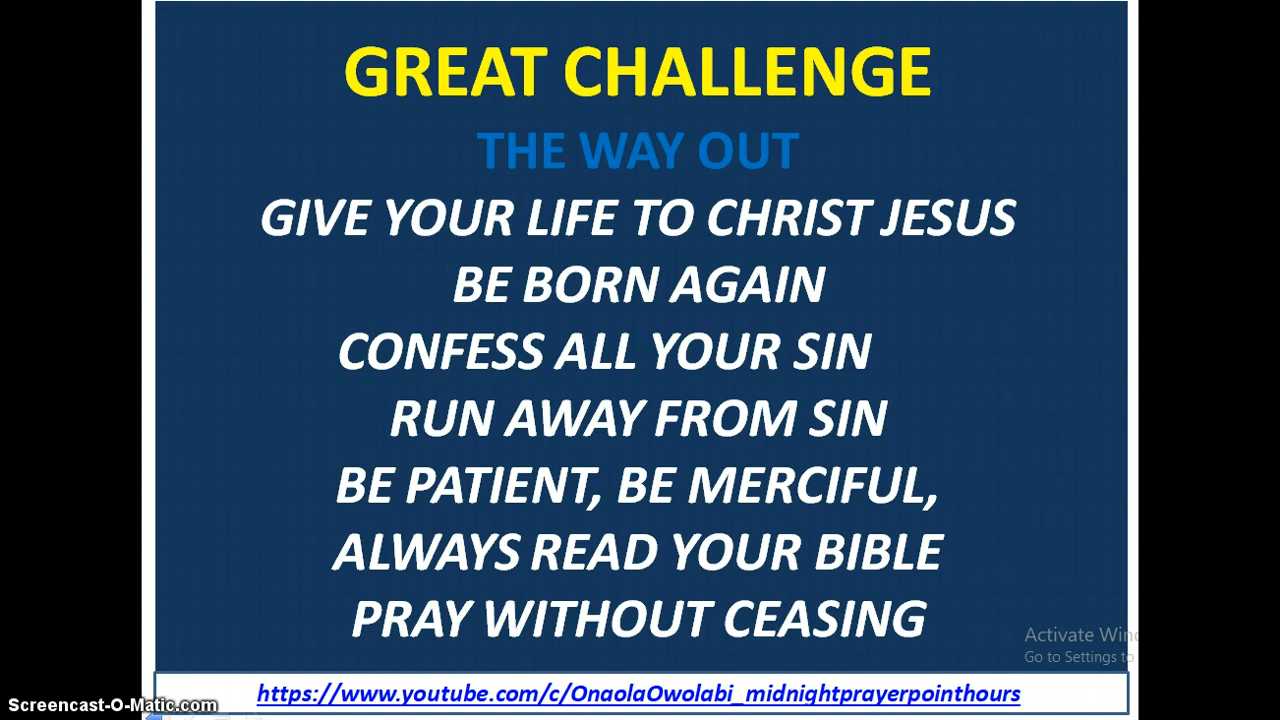 GREAT CHALLENGE
THE WAY OUT
GIVE YOUR LIFE TO CHRIST JESUS
BE BORN AGAIN
CONFESS ALL YOUR SIN
RUN AWAY FROM SIN
BE PATIENT, BE MERCIFUL,
ALWAYS READ YOUR BIBLE
PRAY WITHOUT CEASING
Activate Wind
Go to Settings to
https://www.youtube.com/c/OnaolaOwolabi_midnightprayerpointhours
Screencast-O-Matic.com